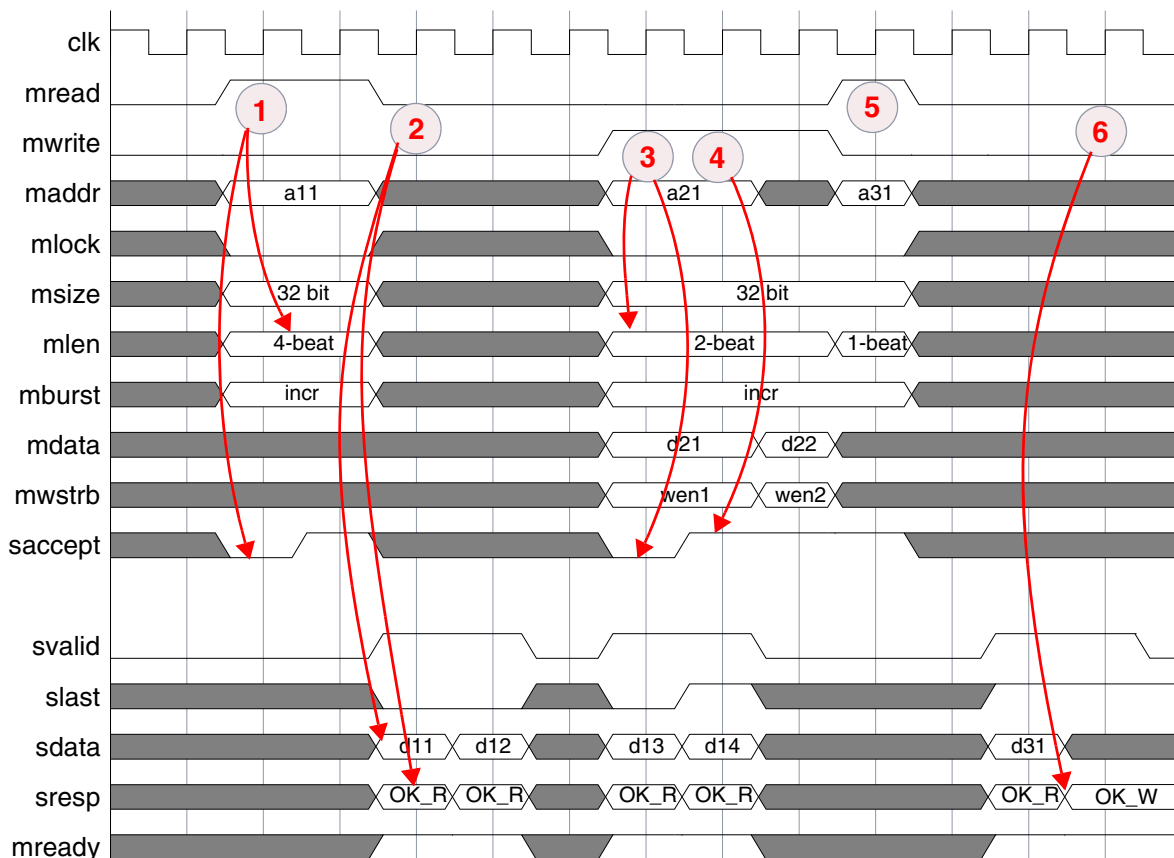 clk
mread
1
2
5
6
mwrite
3
4
maddr a11 a21 a31
mlock
msize 32 bit 32 bit
mlen 4-beat 2-beat 1-beat
mburst incr incr
mdata d21 d22
mwstrb wen1 wen2
saccept
svalid
slast
sdata d11 d12 d13 d14 d31
sresp OK_R OK_R OK_R OK_R OK_R OK_W
mready